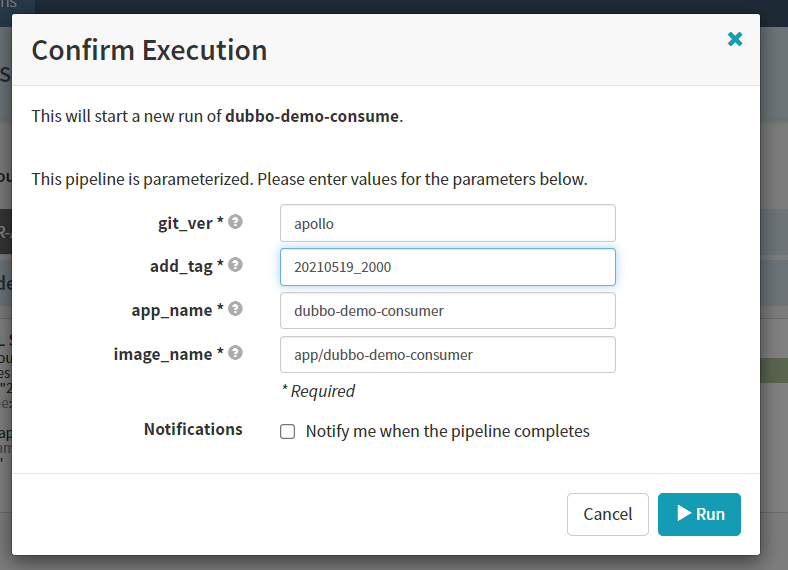 Confirm Execution
This will start a new run of dubbo-demo-consume.
This pipeline is parameterized. Please enter values for the parameters below.
git_ver * apollo
add_tag * 20210519_2000
app_name * dubbo-demo-consumer
image_name * app/dubbo-demo-consumer
* Required
Notifications Notify me when the pipeline completes
Cancel Run